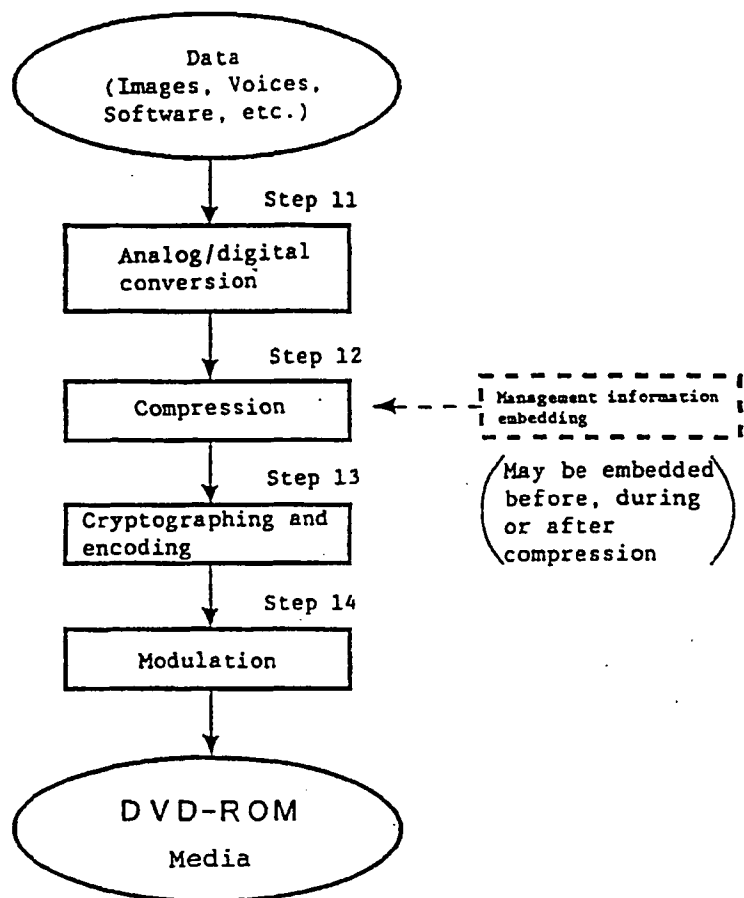 Data
(Images, Voices,
Software, etc.)
Step 11
Analog/digital
conversion
Step 12
Compression
Management information
embedding
(May be embedded
before, during
or after
compression)
Step 13
Cryptographing and
encoding
Step 14
Modulation
DVD-ROM
Media